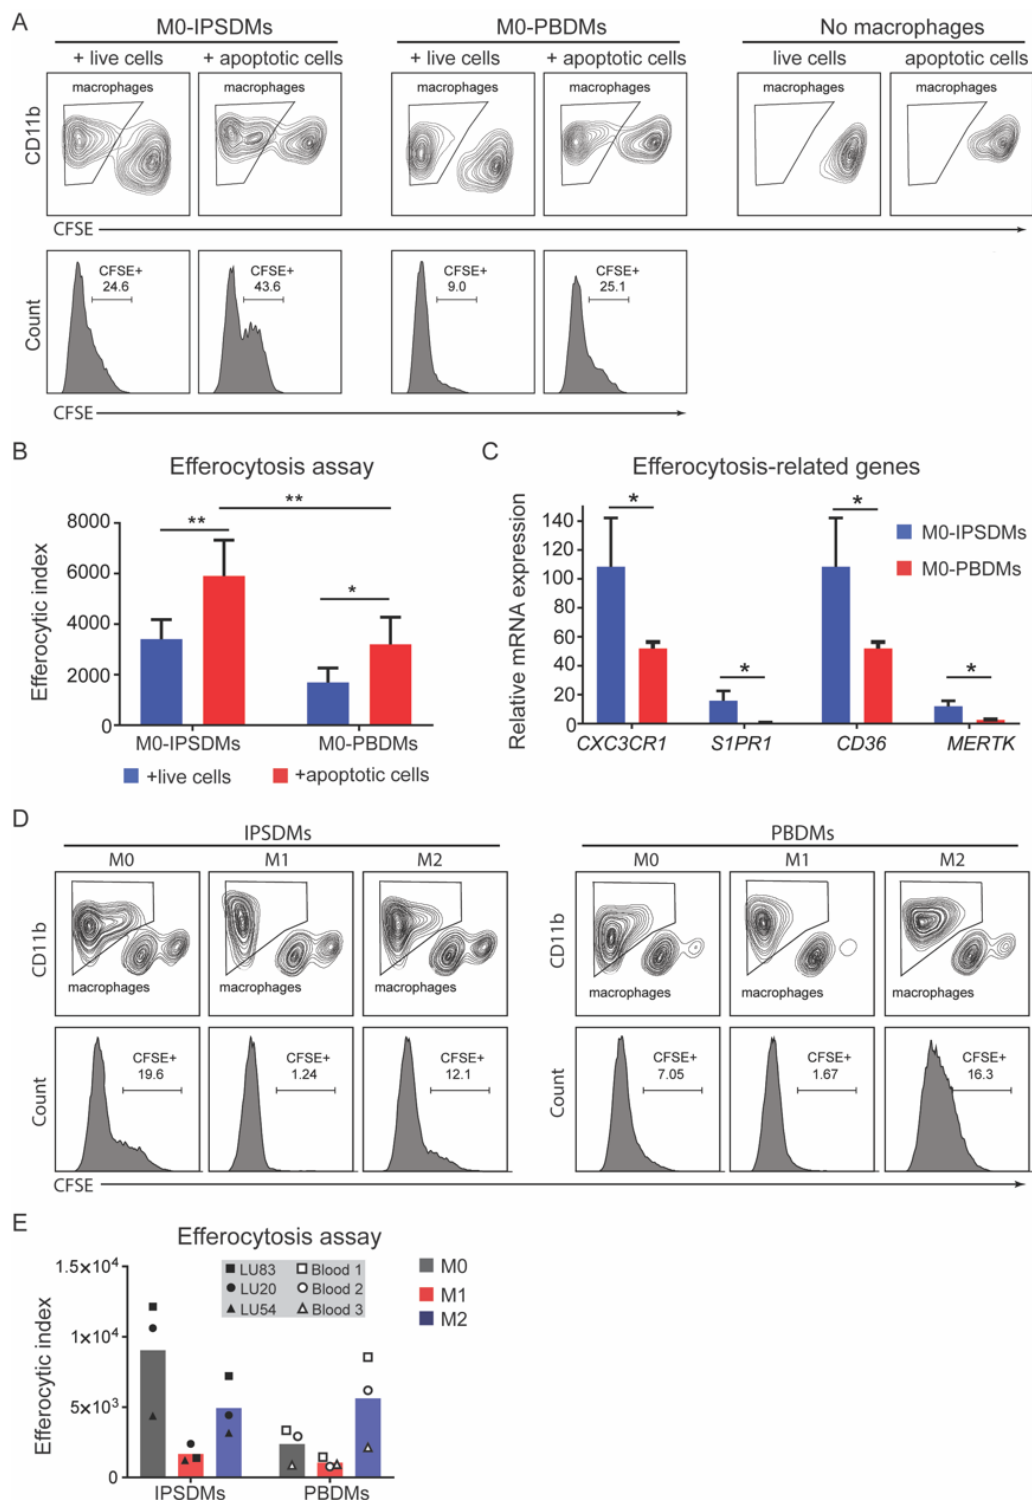 A
M0-IPSDMs M0-PBDMs No macrophages
+ live cells + apoptotic cells + live cells + apoptotic cells live cells apoptotic cells
macrophages macrophages macrophages macrophages
CD11b
CFSE
CFSE+ CFSE+ CFSE+ CFSE+
24.6 43.6 9.0 25.1
Count
CFSE
B
Efferocytosis assay
**
**
*
8000
6000
4000
2000
0
Efferocytic index
M0-IPSDMs M0-PBDMs
+live cells +apoptotic cells
C
Efferocytosis-related genes
* *
* *
140
120
100
80
60
40
20
0
Relative mRNA expression
M0-IPSDMs
M0-PBDMs
CXC3CR1 S1PR1 CD36 MERTK
D
IPSDMs PBDMs
M0 M1 M2 M0 M1 M2
CD11b CD11b
macrophages macrophages macrophages macrophages macrophages macrophages
CFSE+ CFSE+ CFSE+ CFSE+ CFSE+ CFSE+
19.6 1.24 12.1 7.05 1.67 16.3
Count Count
CFSE
E
Efferocytosis assay
1.5×10⁴
1×10⁴
5×10³
0
Efferocytic index
LU83 Blood 1
LU20 Blood 2
LU54 Blood 3
M0
M1
M2
IPSDMs PBDMs